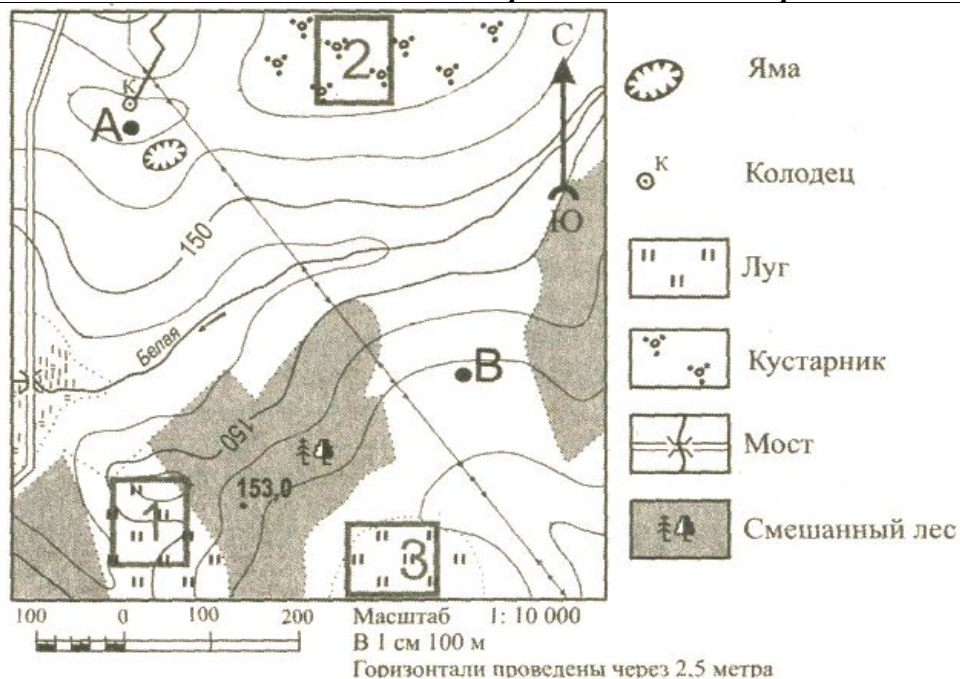 С
Яма
2
К
А
К
Колодец
Ю
150
Луг
Белая
Кустарник
В
150
Мост
153,0
1
3
Смешанный лес
100 0 100 200
Масштаб 1: 10 000
В 1 см 100 м
Горизонтали проведены через 2,5 метра